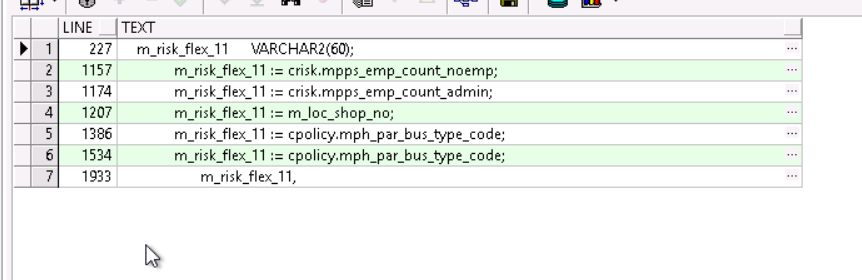 LINE TEXT
1 227 m_risk_flex_11 VARCHAR2(60);
2 1157 m_risk_flex_11 := crisk.mpps_emp_count_noemp;
3 1174 m_risk_flex_11 := crisk.mpps_emp_count_admin;
4 1207 m_risk_flex_11 := m_loc_shop_no;
5 1386 m_risk_flex_11 := cpolicy.mph_par_bus_type_code;
6 1534 m_risk_flex_11 := cpolicy.mph_par_bus_type_code;
7 1933 m_risk_flex_11,